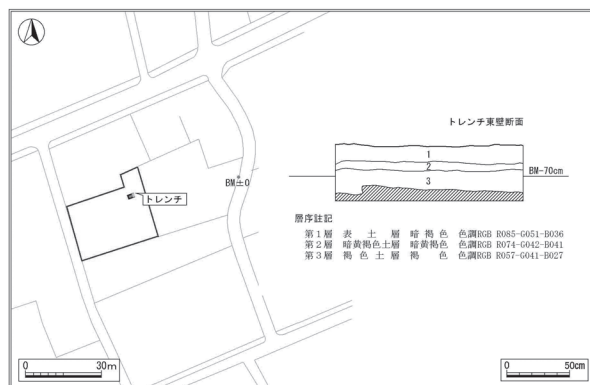 トレンチ東壁断面
1
2
3
BM-70cm
BM±0
トレンチ
層序註記
第1層 表土層 暗褐色 色調RGB R085-G051-B036
第2層 暗黄褐色土層 暗黄褐色 色調RGB R074-G042-B041
第3層 褐色土層 褐色 色調RGB R057-G041-B027
0 30m
0 50cm